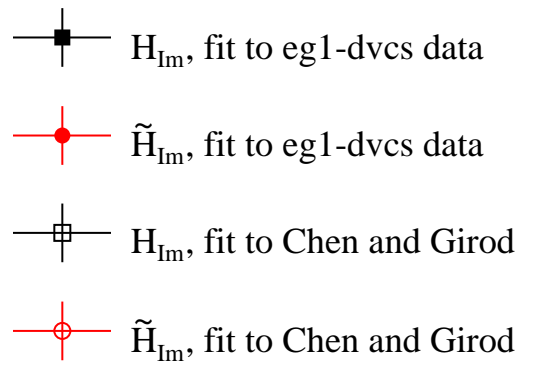 H_Im, fit to eg1-dvcs data
H̃_Im, fit to eg1-dvcs data
H_Im, fit to Chen and Girod
H̃_Im, fit to Chen and Girod